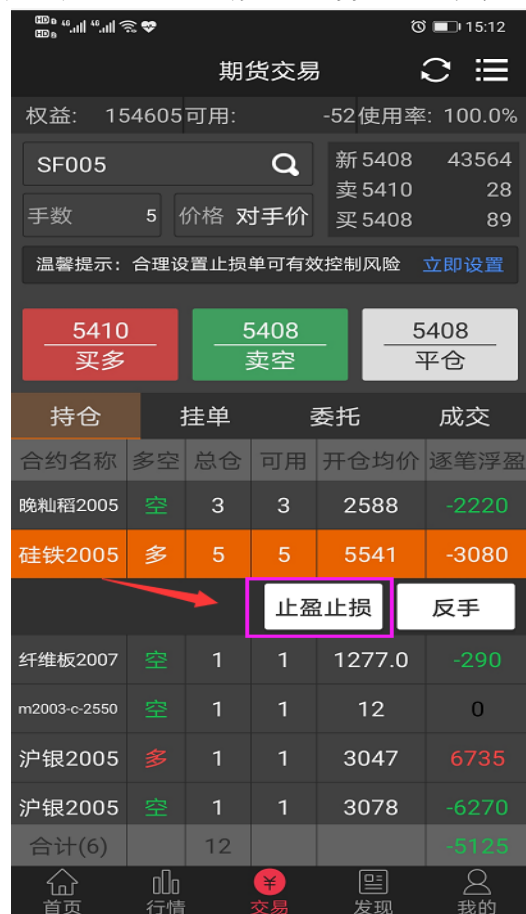 HD 46 46 15:12
期货交易
权益: 154605 可用: -52 使用率: 100.0%
SF005
新 5408 43564
卖 5410 28
手数 5 价格 对手价
买 5408 89
温馨提示: 合理设置止损单可有效控制风险 立即设置
5410 5408 5408
买多 卖空 平仓
持仓 挂单 委托 成交
合约名称 多空 总仓 可用 开仓均价 逐笔浮盈
晚籼稻2005 空 3 3 2588 -2220
硅铁2005 多 5 5 5541 -3080
止盈止损 反手
纤维板2007 空 1 1 1277.0 -290
m2003-c-2550 空 1 1 12 0
沪银2005 多 1 1 3047 6735
沪银2005 空 1 1 3078 -6270
合计(6) 12 -5125
首页 行情 交易 发现 我的